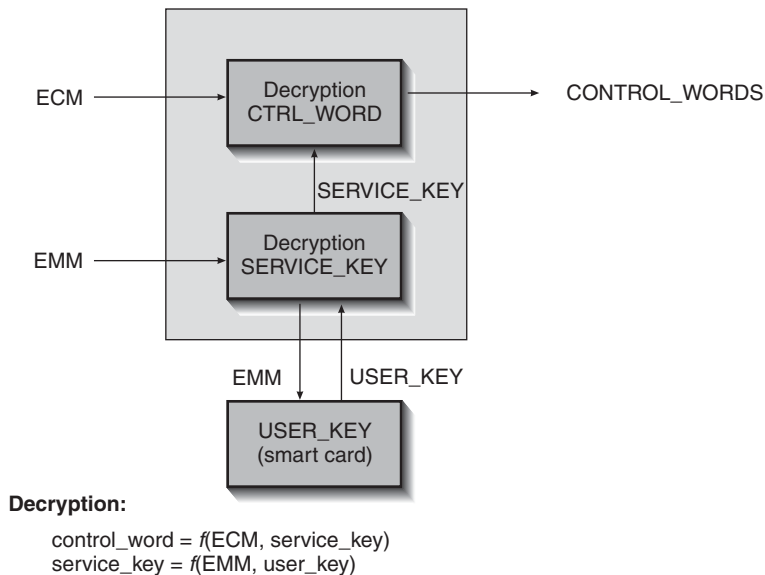 Decryption
CTRL_WORD
ECM
CONTROL_WORDS
SERVICE_KEY
Decryption
SERVICE_KEY
EMM
EMM
USER_KEY
USER_KEY
(smart card)
Decryption:
control_word = f(ECM, service_key)
service_key = f(EMM, user_key)